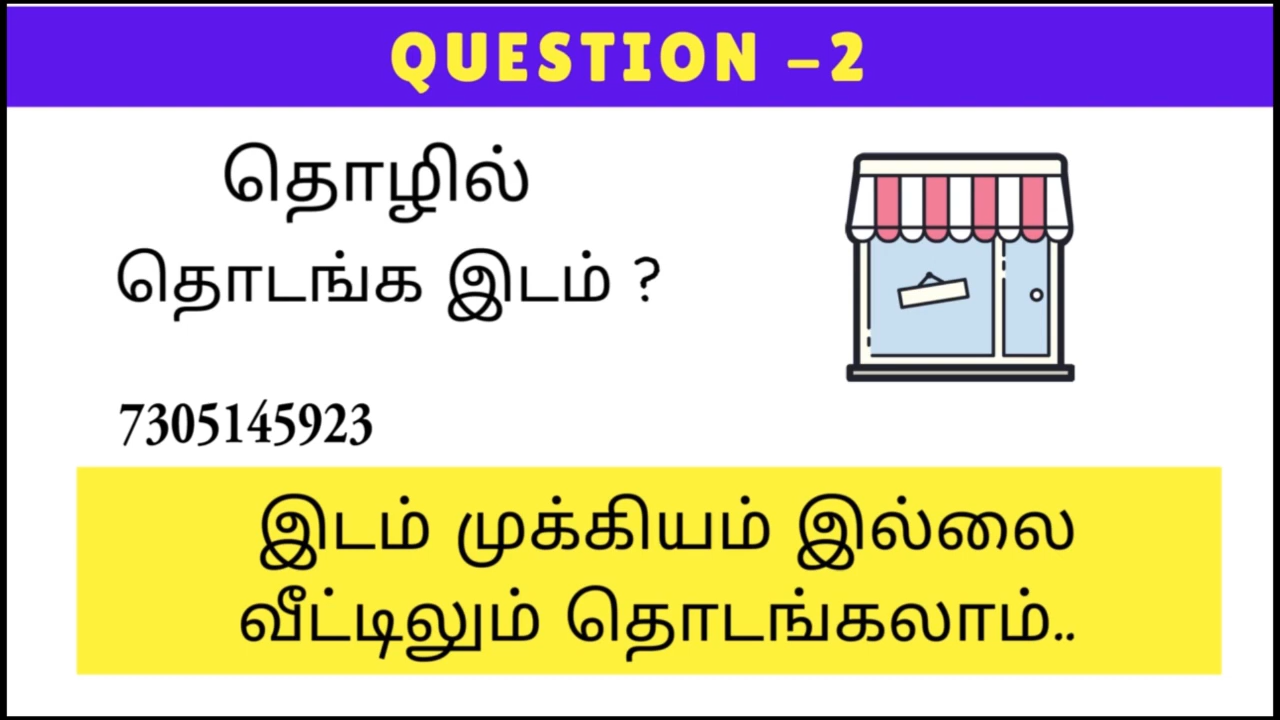 QUESTION –2
தொழில்
தொடங்க இடம் ?
7305145923
இடம் முக்கியம் இல்லை
வீட்டிலும் தொடங்கலாம்..